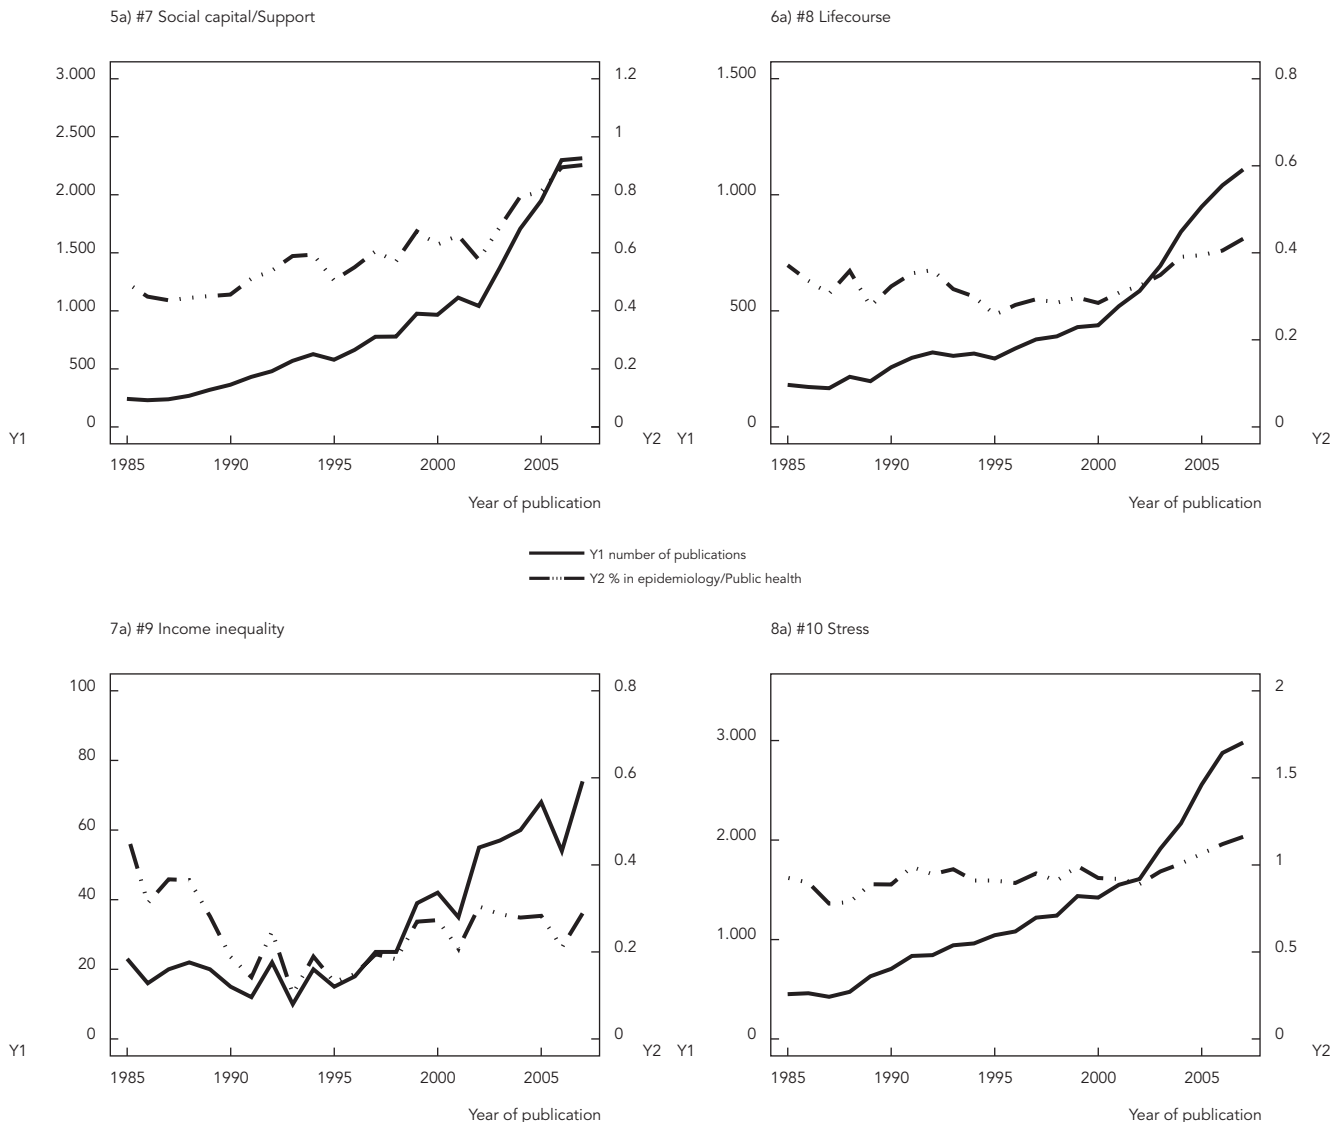 5a) #7 Social capital/Support
3.000
2.500
2.000
1.500
1.000
500
0
Y1
1.2
1
0.8
0.6
0.4
0.2
0
Y2
1985 1990 1995 2000 2005
Year of publication
6a) #8 Lifecourse
1.500
1.000
500
0
Y1
0.8
0.6
0.4
0.2
0
Y2
1985 1990 1995 2000 2005
Year of publication
Y1 number of publications
Y2 % in epidemiology/Public health
7a) #9 Income inequality
100
80
60
40
20
0
Y1
0.8
0.6
0.4
0.2
0
Y2
1985 1990 1995 2000 2005
Year of publication
8a) #10 Stress
3.000
2.000
1.000
0
Y1
2
1.5
1
0.5
0
Y2
1985 1990 1995 2000 2005
Year of publication